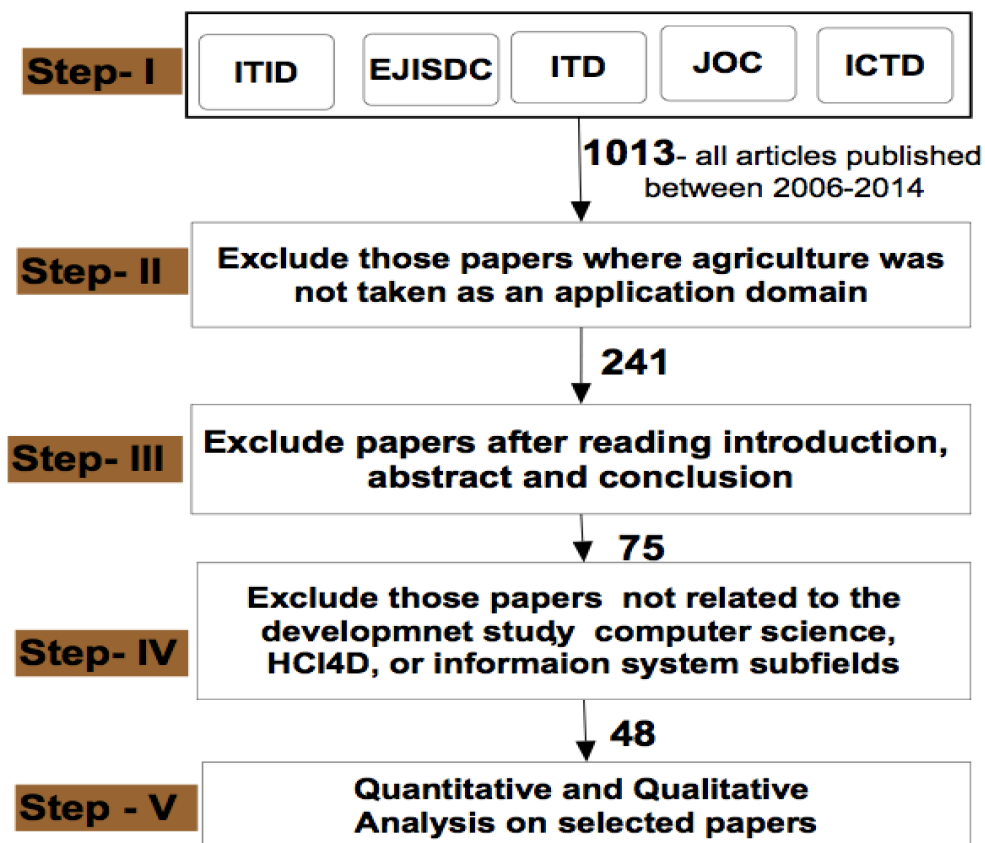 Step- I
ITID
EJISDC
ITD
JOC
ICTD
1013- all articles published
between 2006-2014
Step- II
Exclude those papers where agriculture was
not taken as an application domain
241
Step- III
Exclude papers after reading introduction,
abstract and conclusion
75
Step- IV
Exclude those papers not related to the
developmnet study, computer science,
HCI4D, or informaion system subfields
48
Step - V
Quantitative and Qualitative
Analysis on selected papers